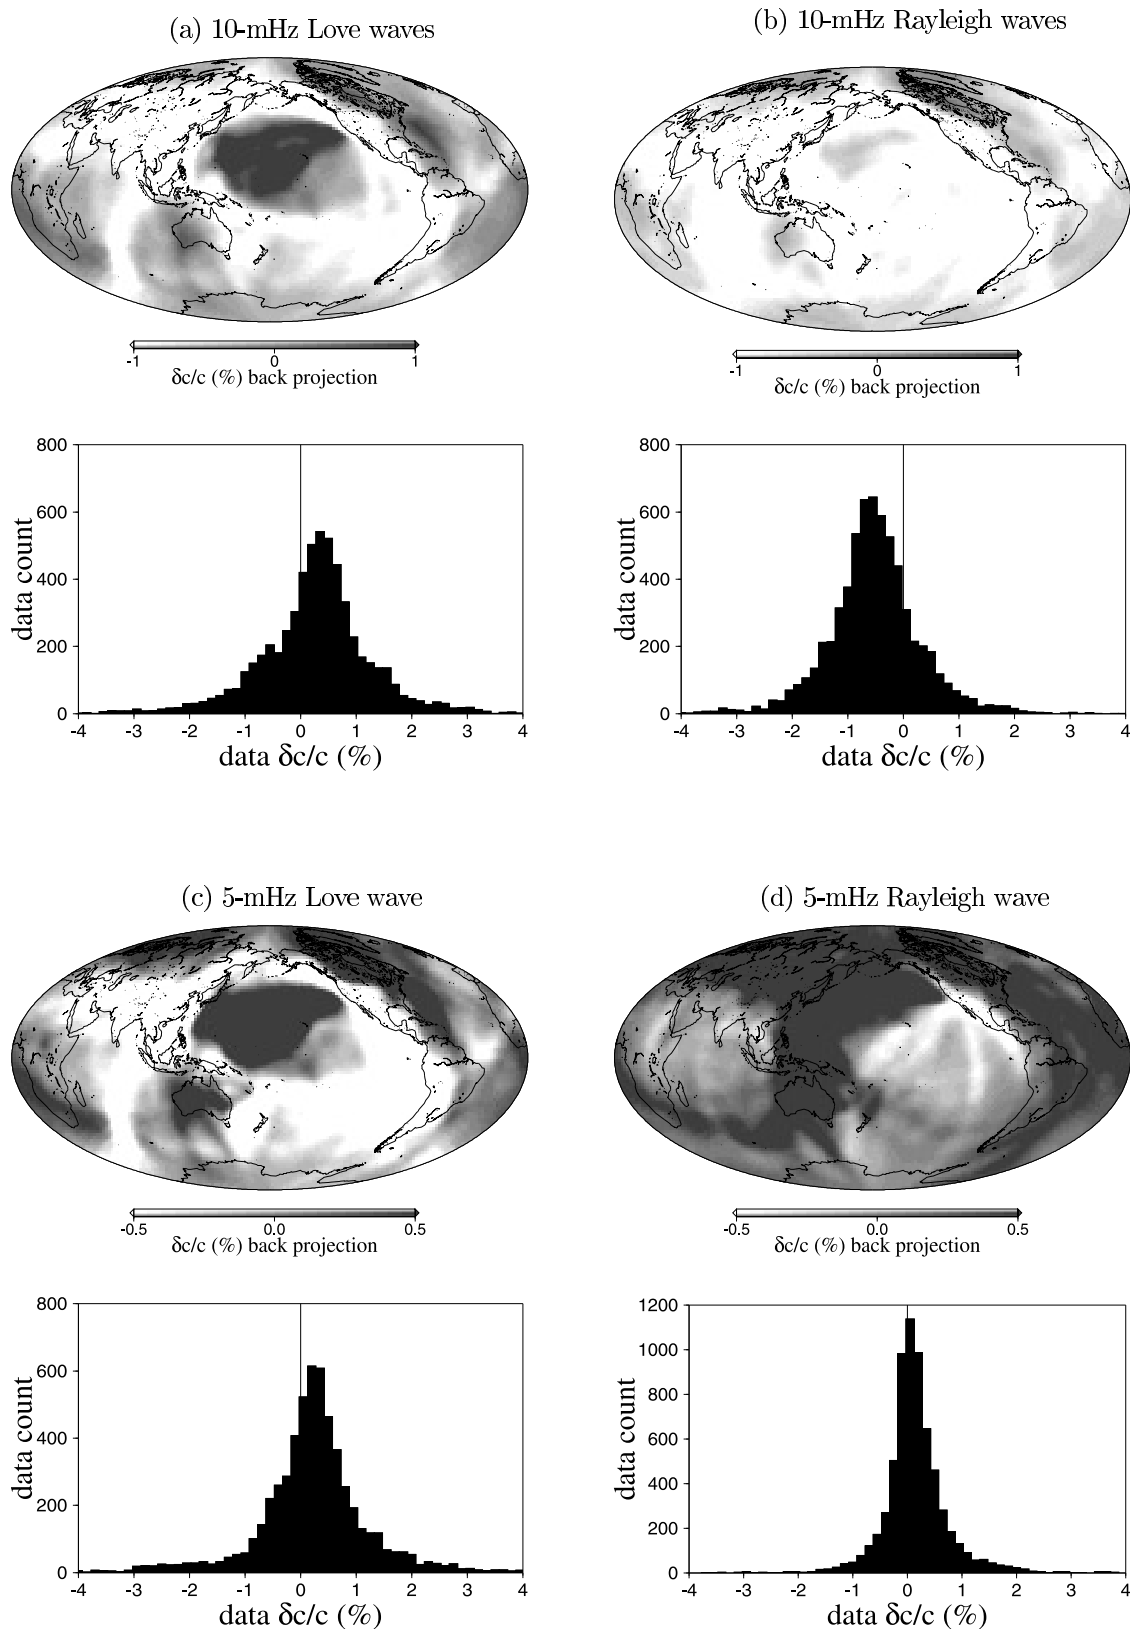 (a) 10-mHz Love waves
-1 0 1
δc/c (%) back projection
800
600
400
200
0
data count
-4 -3 -2 -1 0 1 2 3 4
data δc/c (%)
(b) 10-mHz Rayleigh waves
-1 0 1
δc/c (%) back projection
800
600
400
200
0
data count
-4 -3 -2 -1 0 1 2 3 4
data δc/c (%)
(c) 5-mHz Love wave
-0.5 0.0 0.5
δc/c (%) back projection
800
600
400
200
0
data count
-4 -3 -2 -1 0 1 2 3 4
data δc/c (%)
(d) 5-mHz Rayleigh wave
-0.5 0.0 0.5
δc/c (%) back projection
1200
1000
800
600
400
200
0
data count
-4 -3 -2 -1 0 1 2 3 4
data δc/c (%)